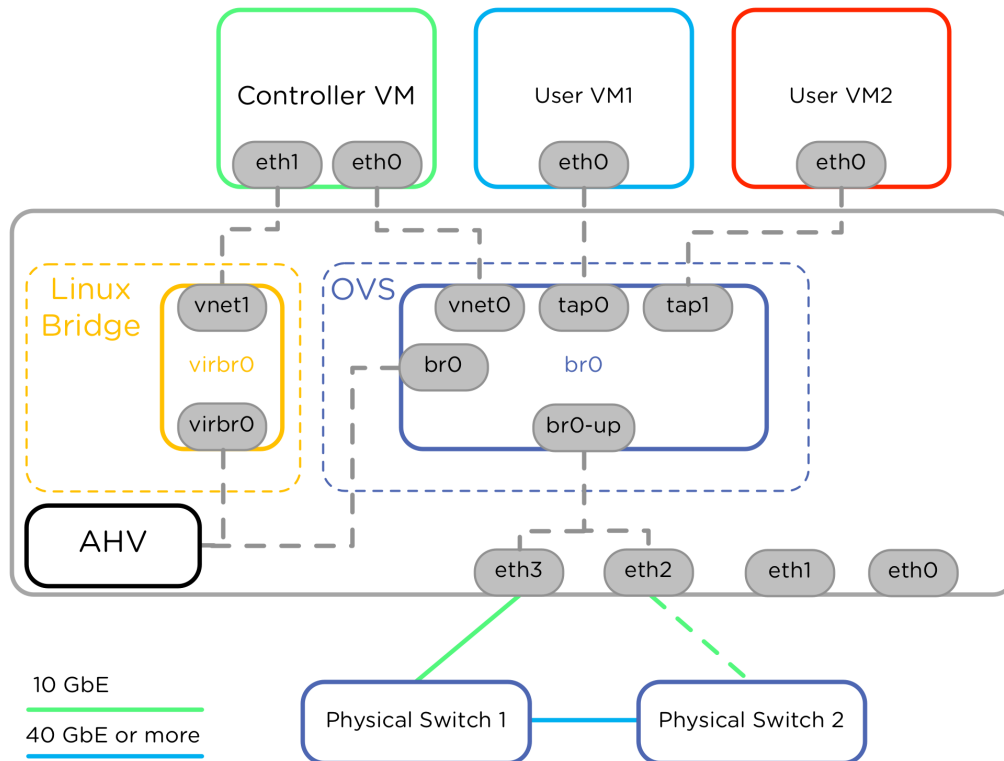 Controller VM
User VM1
User VM2
eth1
eth0
eth0
eth0
Linux
Bridge
OVS
vnet1
vnet0
tap0
tap1
virbr0
br0
br0
virbr0
br0-up
AHV
eth3
eth2
eth1
eth0
10 GbE
40 GbE or more
Physical Switch 1
Physical Switch 2